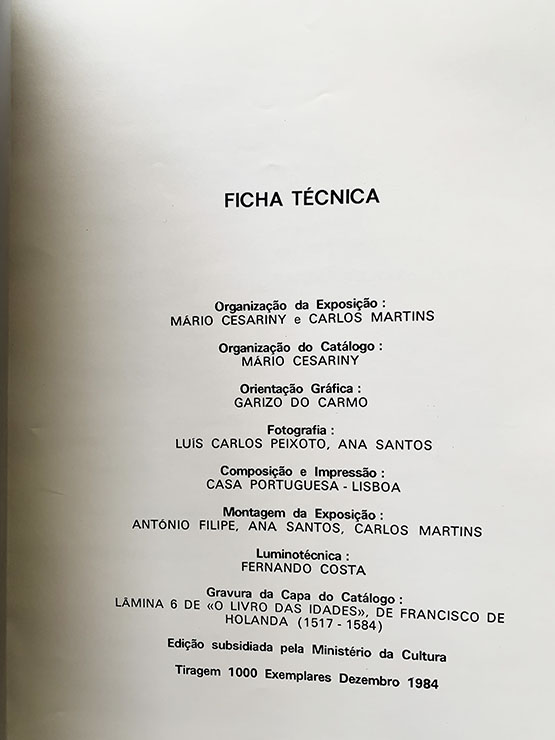 FICHA TÉCNICA
Organização da Exposição :
MÁRIO CESARINY e CARLOS MARTINS
Organização do Catálogo :
MÁRIO CESARINY
Orientação Gráfica :
GARIZO DO CARMO
Fotografia :
LUÍS CARLOS PEIXOTO, ANA SANTOS
Composição e Impressão :
CASA PORTUGUESA - LISBOA
Montagem da Exposição :
ANTÓNIO FILIPE, ANA SANTOS, CARLOS MARTINS
Luminotécnica :
FERNANDO COSTA
Gravura da Capa do Catálogo :
LÂMINA 6 DE «O LIVRO DAS IDADES», DE FRANCISCO DE
HOLANDA (1517 - 1584)
Edição subsidiada pela Ministério da Cultura
Tiragem 1000 Exemplares Dezembro 1984